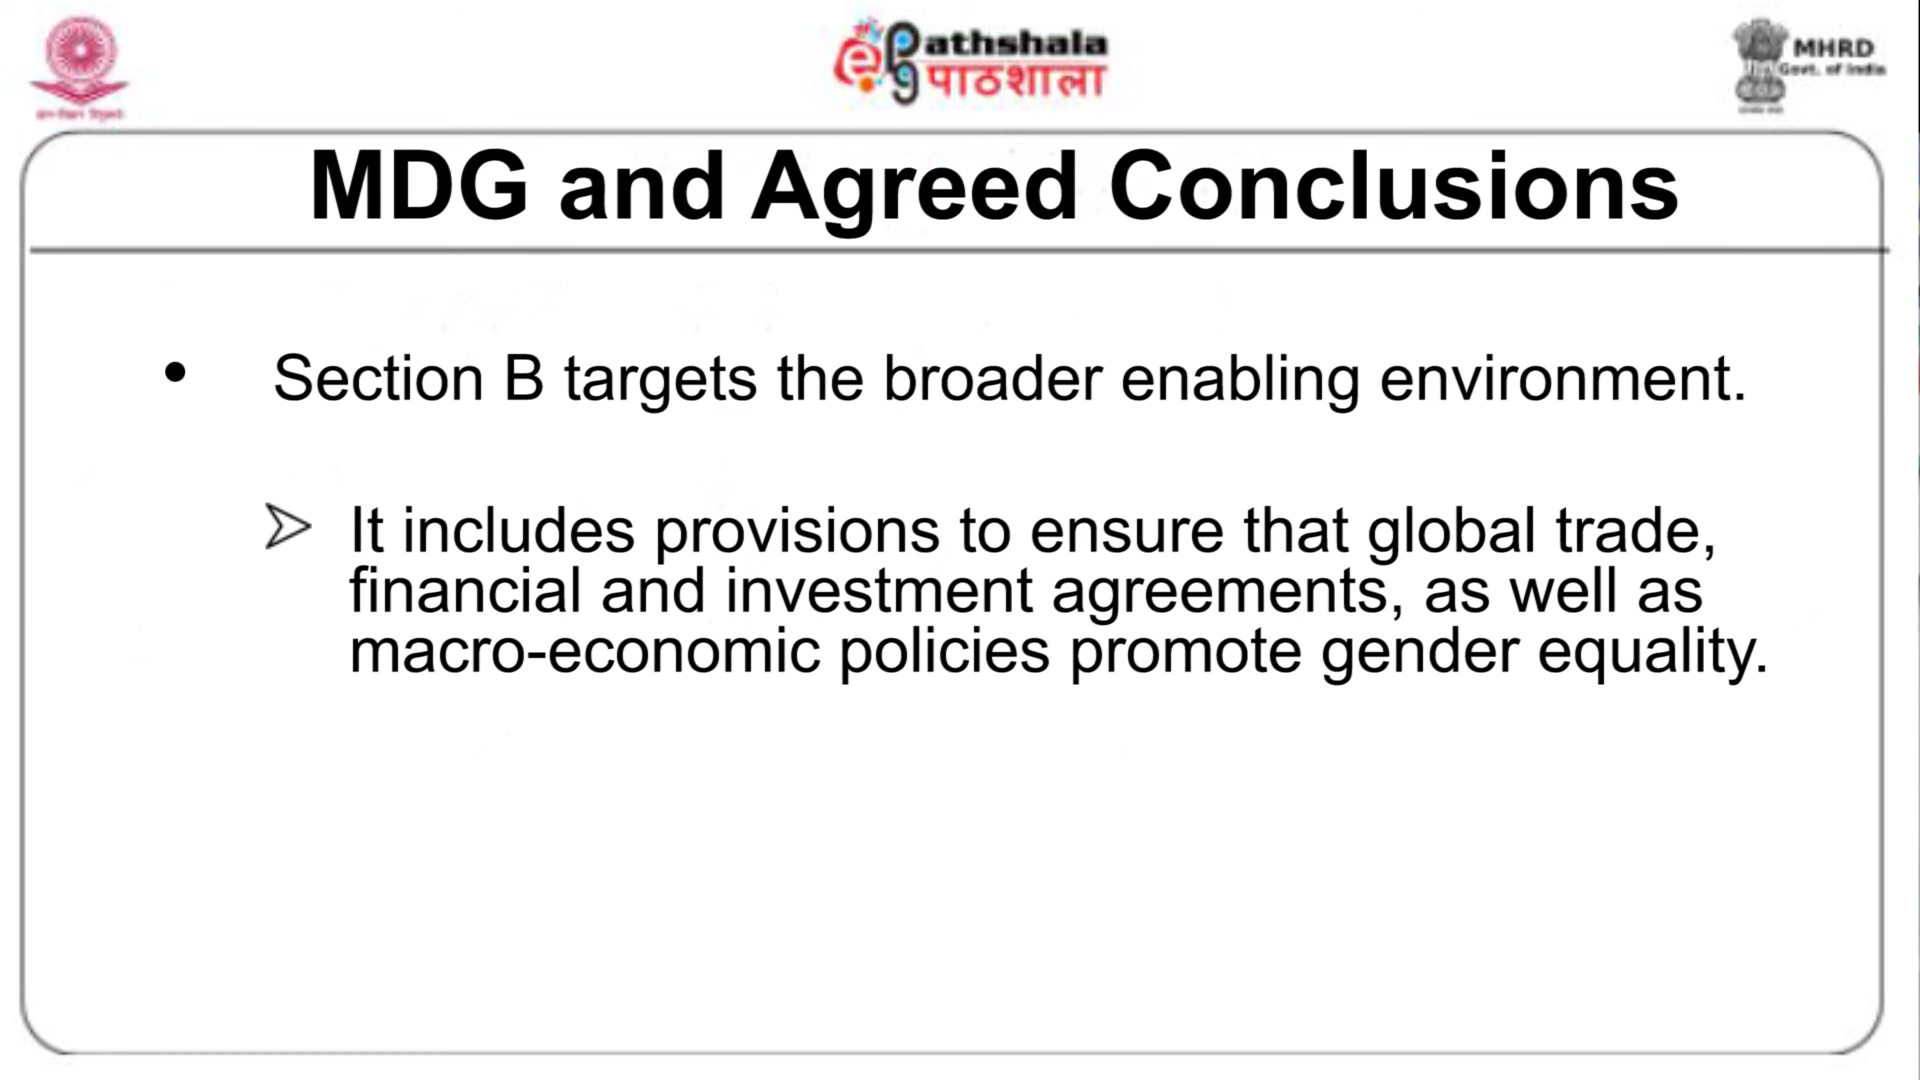 Pathshala
पाठशाला
MHRD
Govt. of India
MDG and Agreed Conclusions
• Section B targets the broader enabling environment.
➢ It includes provisions to ensure that global trade,
financial and investment agreements, as well as
macro-economic policies promote gender equality.